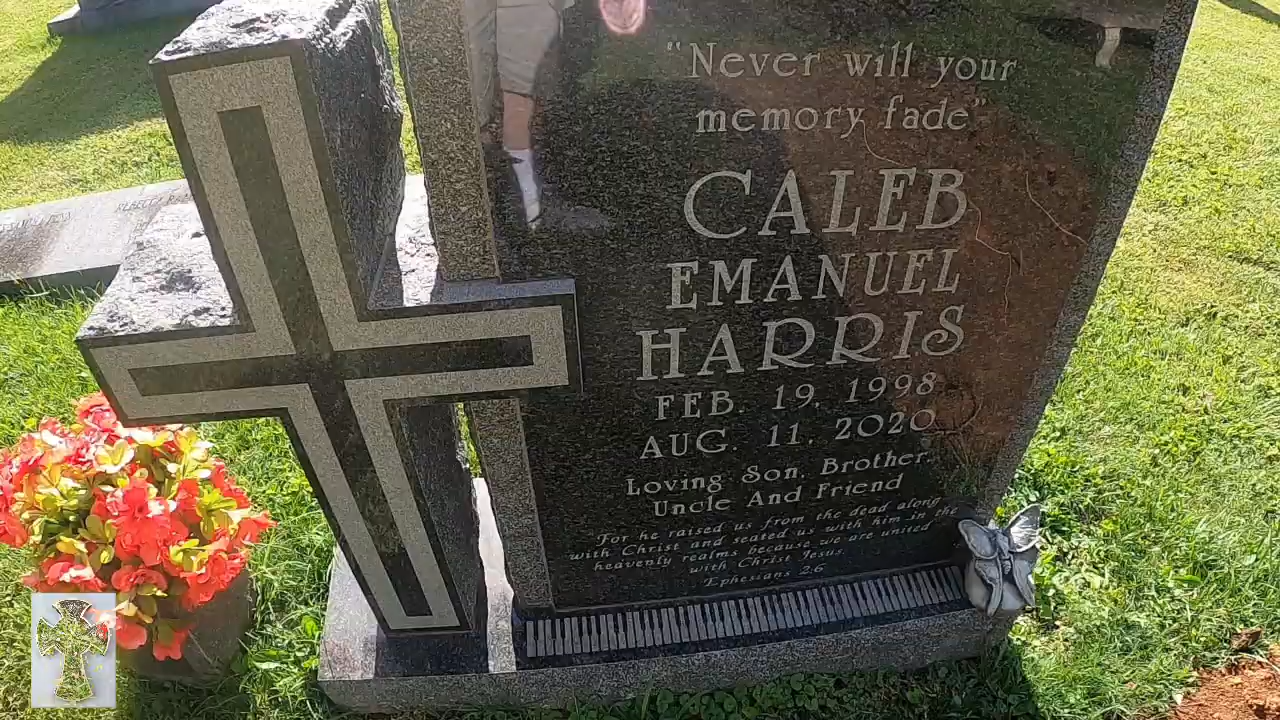 "Never will your
memory fade"
CALEB
EMANUEL
HARRIS
FEB. 19, 1998
AUG. 11, 2020
Loving Son, Brother,
Uncle And Friend
For he raised us from the dead along
with Christ and seated us with him in the
heavenly realms because we are united
with Christ Jesus.
Ephesians 2:6
REBECCA